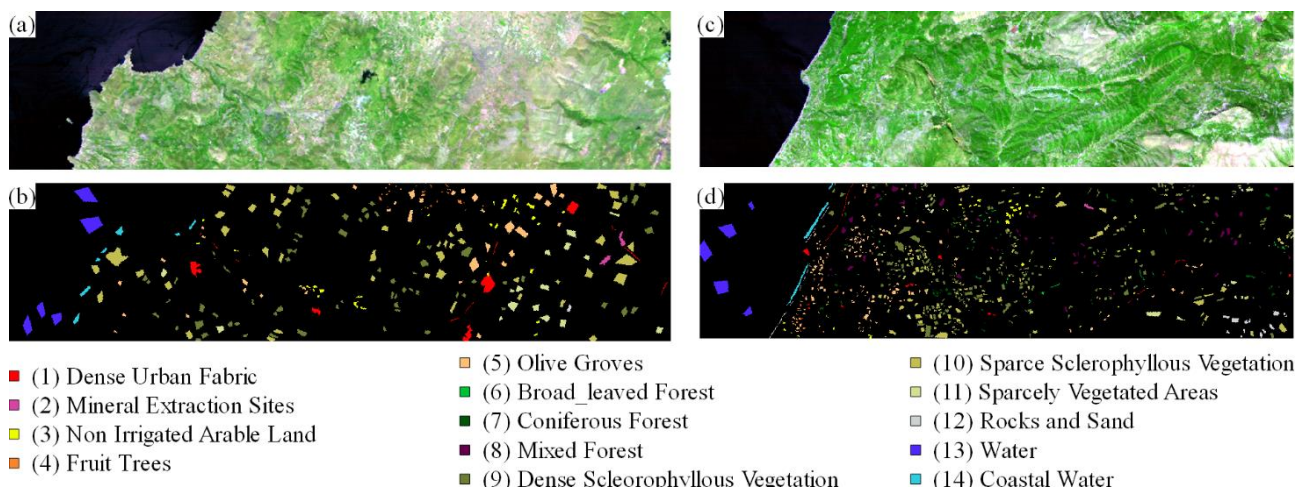 (a)
(c)
(b)
(d)
(1) Dense Urban Fabric
(2) Mineral Extraction Sites
(3) Non Irrigated Arable Land
(4) Fruit Trees
(5) Olive Groves
(6) Broad_leaved Forest
(7) Coniferous Forest
(8) Mixed Forest
(9) Dense Scleorophyllous Vegetation
(10) Sparce Sclerophyllous Vegetation
(11) Sparcely Vegetated Areas
(12) Rocks and Sand
(13) Water
(14) Coastal Water